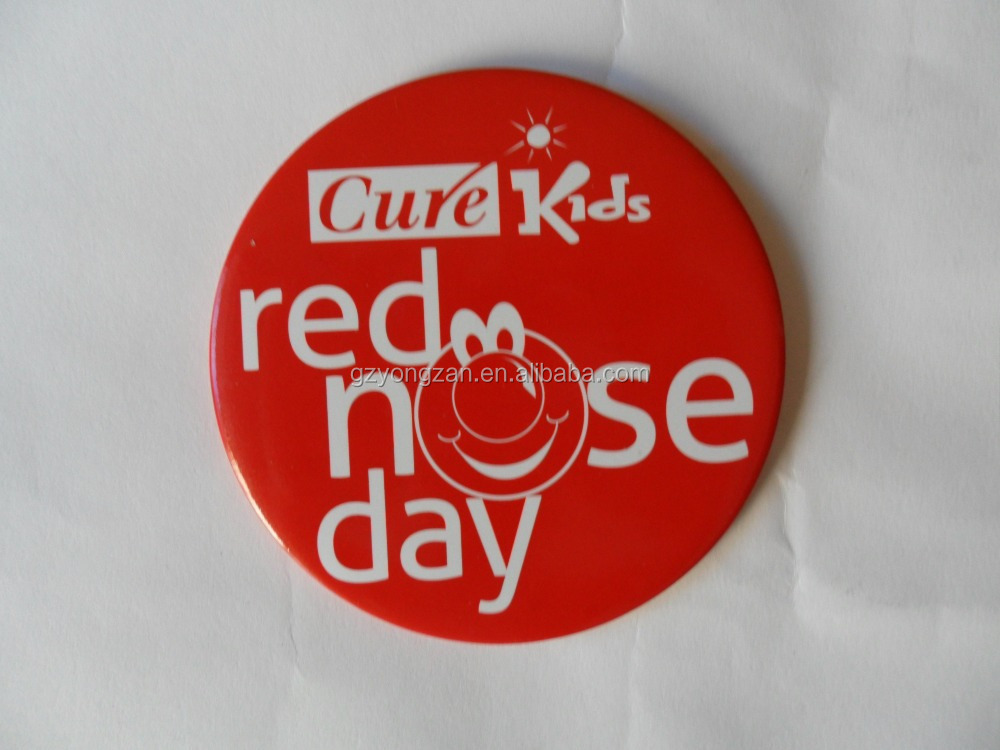 Cure Kids
red
nose
day
gzyongzan.en.alibaba.com